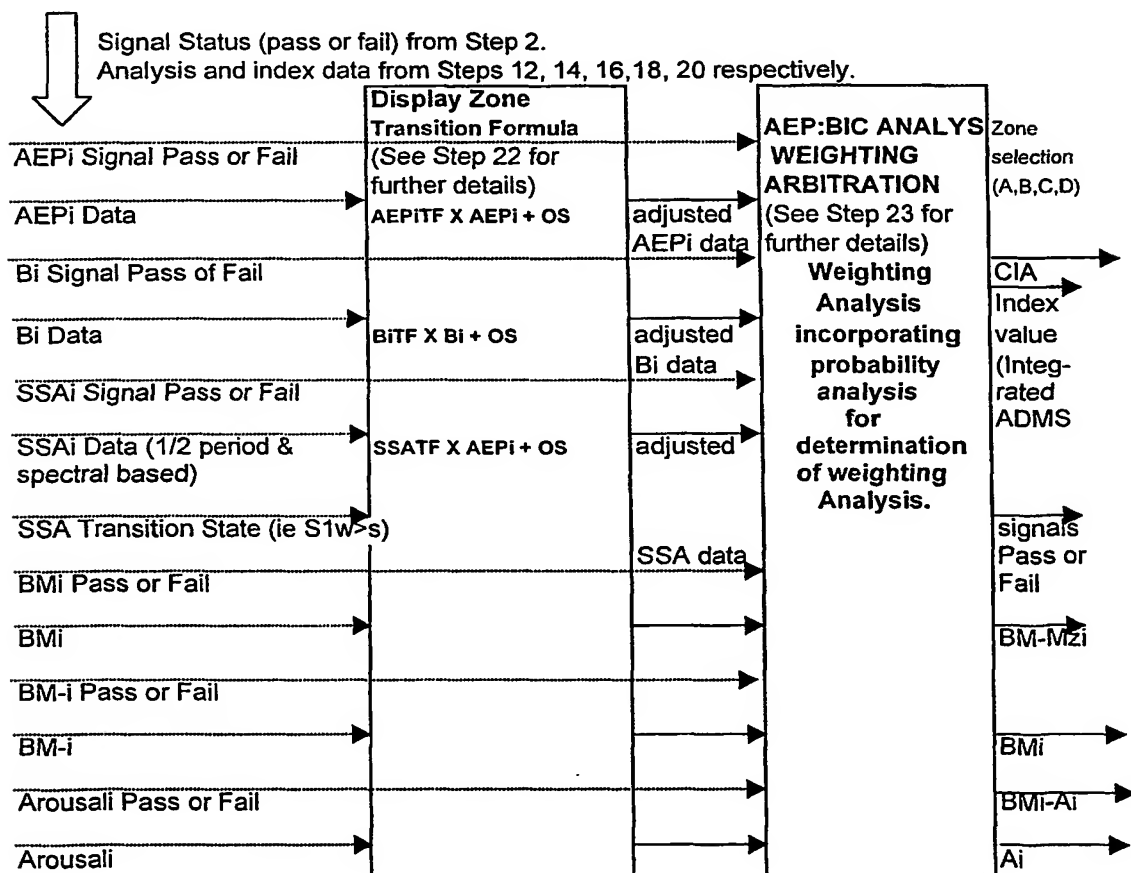 Signal Status (pass or fail) from Step 2.
Analysis and index data from Steps 12, 14, 16,18, 20 respectively.
Display Zone
Transition Formula
(See Step 22 for
further details)
AEPiTF X AEPi + OS
BiTF X Bi + OS
SSATF X AEPi + OS
AEPi Signal Pass or Fail
AEPi Data
Bi Signal Pass of Fail
Bi Data
SSAi Signal Pass or Fail
SSAi Data (1/2 period &
spectral based)
SSA Transition State (ie S1w>s)
BMi Pass or Fail
BMi
BM-i Pass or Fail
BM-i
Arousali Pass or Fail
Arousali
adjusted
AEPi data
adjusted
Bi data
adjusted
SSA data
AEP:BIC ANALYS
WEIGHTING
ARBITRATION
(See Step 23 for
further details)
Weighting
Analysis
incorporating
probability
analysis
for
determination
of weighting
Analysis.
Zone
selection
(A,B,C,D)
CIA
Index
value
(Integ-
rated
ADMS
signals
Pass or
Fail
BM-Mzi
BMi
BMi-Ai
Ai